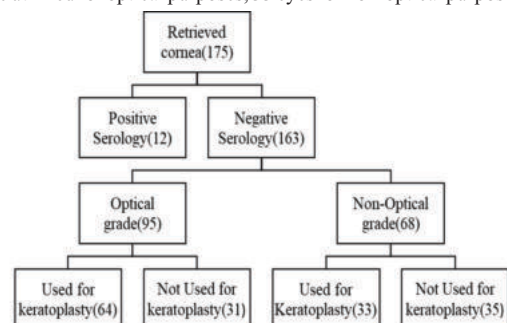 Retrieved
cornea(175)
Positive
Serology(12)
Negative
Serology(163)
Optical
grade(95)
Non-Optical
grade(68)
Used for
keratoplasty(64)
Not Used for
keratoplasty(31)
Used for
Keratoplasty(33)
Not Used for
keratoplasty(35)